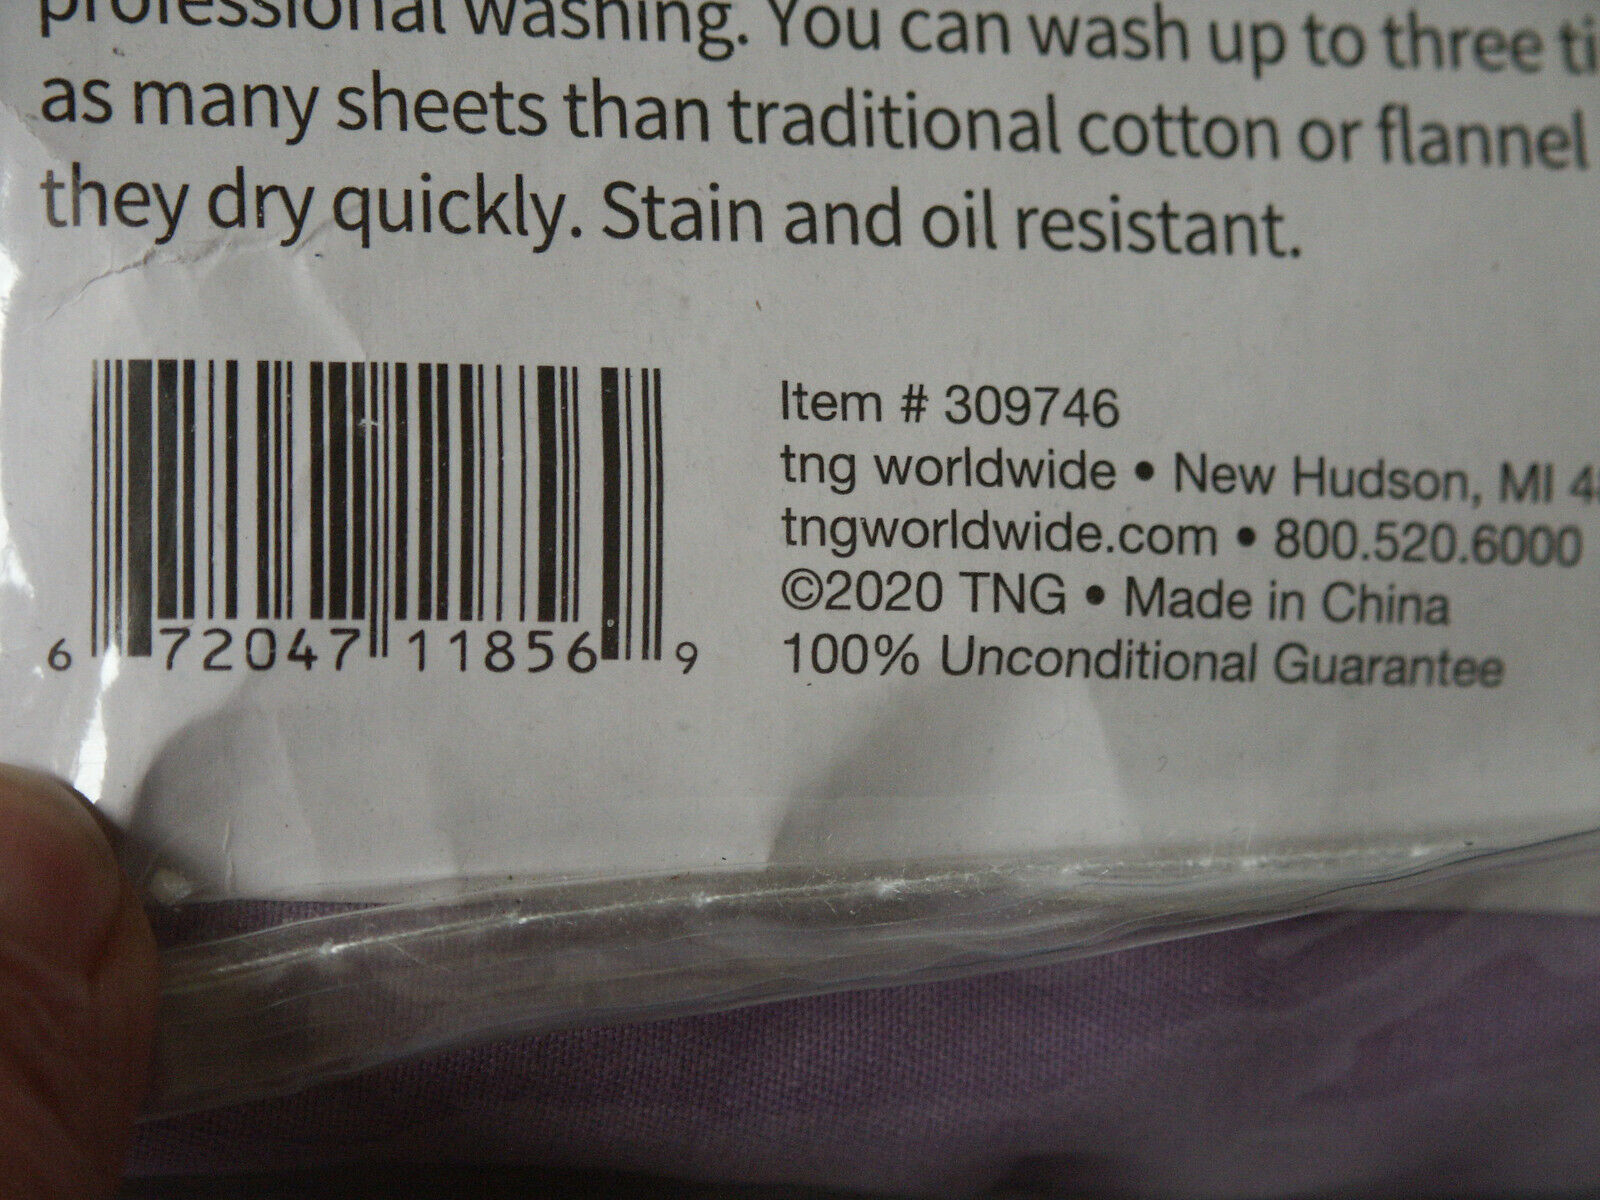 professional washing. You can wash up to three
as many sheets than traditional cotton or flannel
they dry quickly. Stain and oil resistant.
6 72047 11856 9
Item # 309746
tng worldwide • New Hudson, MI
tngworldwide.com • 800.520.6000
©2020 TNG • Made in China
100% Unconditional Guarantee